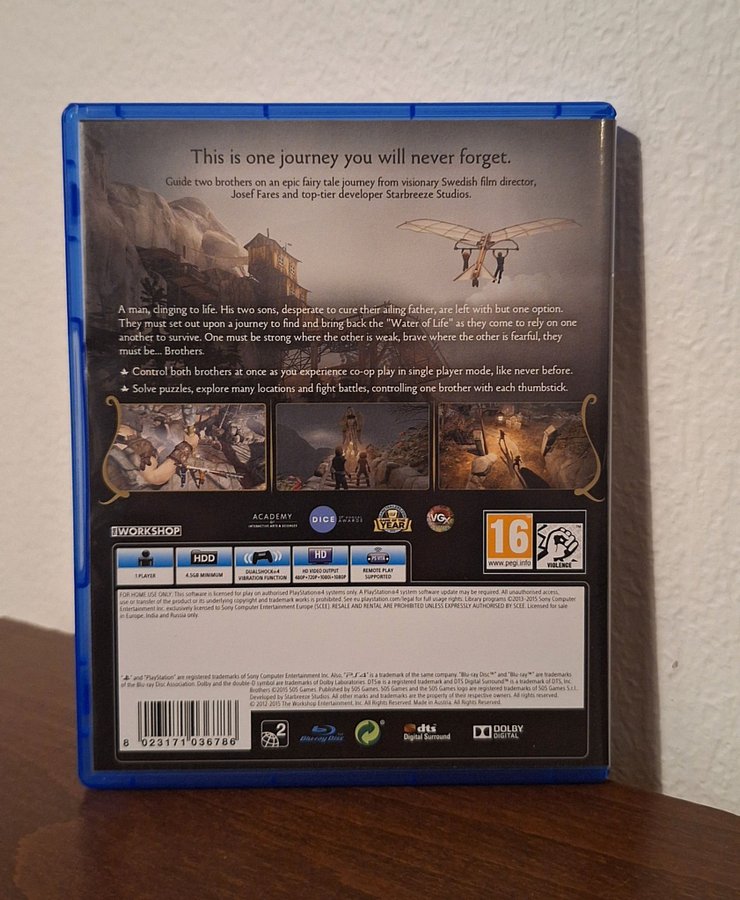 This is one journey you will never forget.
Guide two brothers on an epic fairy tale journey from visionary Swedish film director,
Josef Fares and top-tier developer Starbreeze Studios.
A man, clinging to life. His two sons, desperate to cure their ailing father, are left with but one option.
They must set out upon a journey to find and bring back the "Water of Life" as they come to rely on one
another to survive. One must be strong where the other is weak, brave where the other is fearful, they
must be... Brothers.
Control both brothers at once as you experience co-op play in single player mode, like never before.
Solve puzzles, explore many locations and fight battles, controlling one brother with each thumbstick.
THE WORKSHOP
ACADEMY
INTERACTIVE ARTS & SCIENCES
DICE
AWARDS
YEAR
VGX
16
www.pegi.info
VIOLENCE
1 PLAYER
HDD
4.5GB MINIMUM
DUALSHOCK®4
VIBRATION FUNCTION
HD
HD VIDEO OUTPUT
480P•720P•1080i•1080P
PS VITA
REMOTE PLAY
SUPPORTED
FOR HOME USE ONLY. This software is licensed for play on authorised PlayStation®4 systems only. A PlayStation®4 system software update may be required. All unauthorised access,
use or transfer of the product or its underlying copyright and trademark works is prohibited. See eu.playstation.com/legal for full usage rights. Library programs ©2013-2015 Sony Computer
Entertainment Inc. exclusively licensed to Sony Computer Entertainment Europe (SCEE). RESALE AND RENTAL ARE PROHIBITED UNLESS EXPRESSLY AUTHORISED BY SCEE. Licensed for sale
in Europe, India and Russia only.
and "PlayStation" are registered trademarks of Sony Computer Entertainment Inc. Also, is a trademark of the same company. "Blu-ray Disc™" and "Blu-ray™" are trademarks
of the Blu-ray Disc Association. Dolby and the double-D symbol are trademarks of Dolby Laboratories. DTS® is a registered trademark and DTS Digital Surround™ is a trademark of DTS, Inc.
Brothers ©2015 505 Games. Published by 505 Games. 505 Games and the 505 Games logo are registered trademarks of 505 Games S.r.l.
Developed by Starbreeze Studios. All other marks and trademarks are the property of their respective owners. All rights reserved.
© 2012-2015 The Workshop Entertainment, Inc. All Rights Reserved. Made in Austria. All Rights Reserved.
8 023171 036786
2
Blu-ray Disc™
dts
Digital Surround
DOLBY
DIGITAL